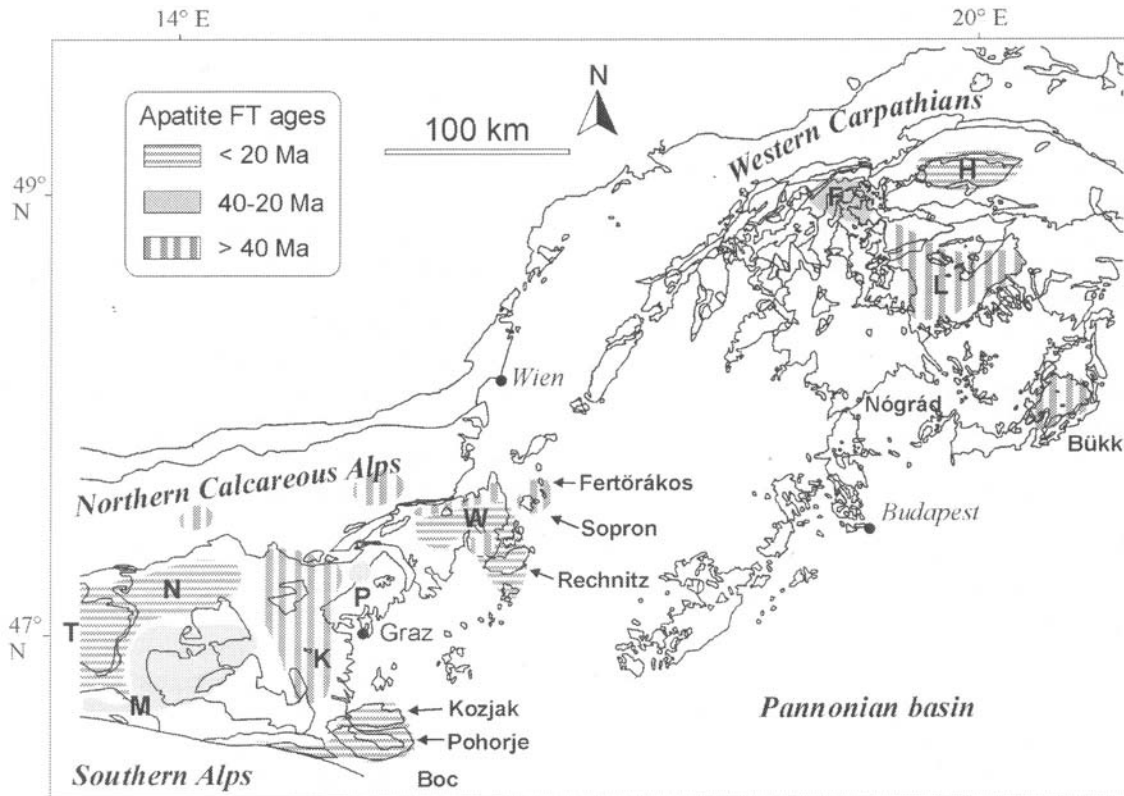 14° E
20° E
N
Apatite FT ages
< 20 Ma
40-20 Ma
> 40 Ma
100 km
Western Carpathians
49°
N
H
F
L
Wien
Nógrád
Bükk
Northern Calcareous Alps
Fertörákos
W
Sopron
Budapest
Rechnitz
N
P
47°
N
T
Graz
K
M
Kozjak
Pannonian basin
Pohorje
Southern Alps
Boc